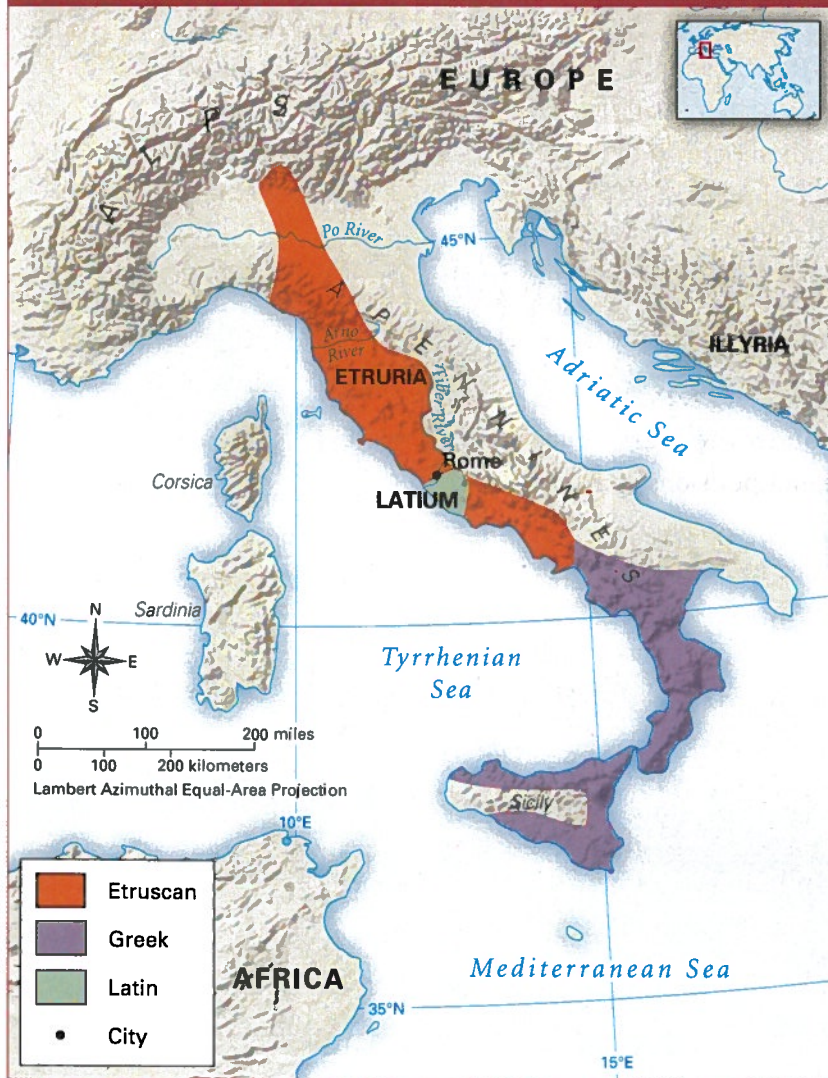 EUROPE
ALPS
Po River
45°N
APENNINES
Arno
River
ETRURIA
Tiber River
ILLYRIA
Adriatic Sea
Rome
Corsica
LATIUM
Sardinia
40°N
N
W
E
S
Tyrrhenian
Sea
0 100 200 miles
0 100 200 kilometers
Lambert Azimuthal Equal-Area Projection
Sicily
10°E
Etruscan
Greek
Latin
City
AFRICA
Mediterranean Sea
35°N
15°E